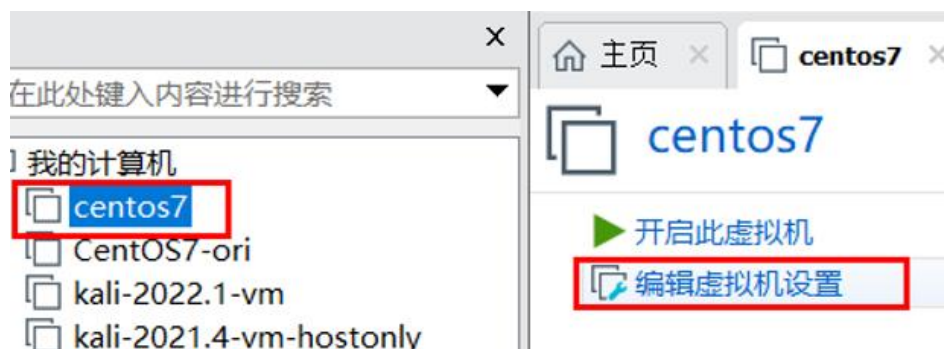 在此处键入内容进行搜索
我的计算机
centos7
CentOS7-ori
kali-2022.1-vm
kali-2021.4-vm-hostonly
主页
centos7
centos7
开启此虚拟机
编辑虚拟机设置